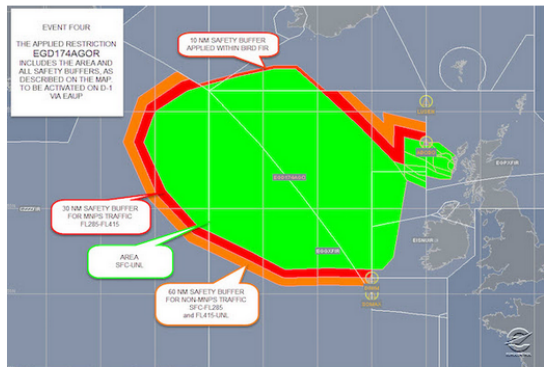 EVENT FOUR
THE APPLIED RESTRICTION
EGD174AGOR
INCLUDES THE AREA AND
ALL SAFETY BUFFERS, AS
DESCRIBED ON THE MAP.
TO BE ACTIVATED ON D-1
VIA EAUP
10 NM SAFETY BUFFER
APPLIED WITHIN BIRD FIR
30 NM SAFETY BUFFER
FOR MNPS TRAFFIC
FL285-FL415
AREA
SFC-UNL
60 NM SAFETY BUFFER
FOR NON-MNPS TRAFFIC
SFC-FL285
and FL415-UNL